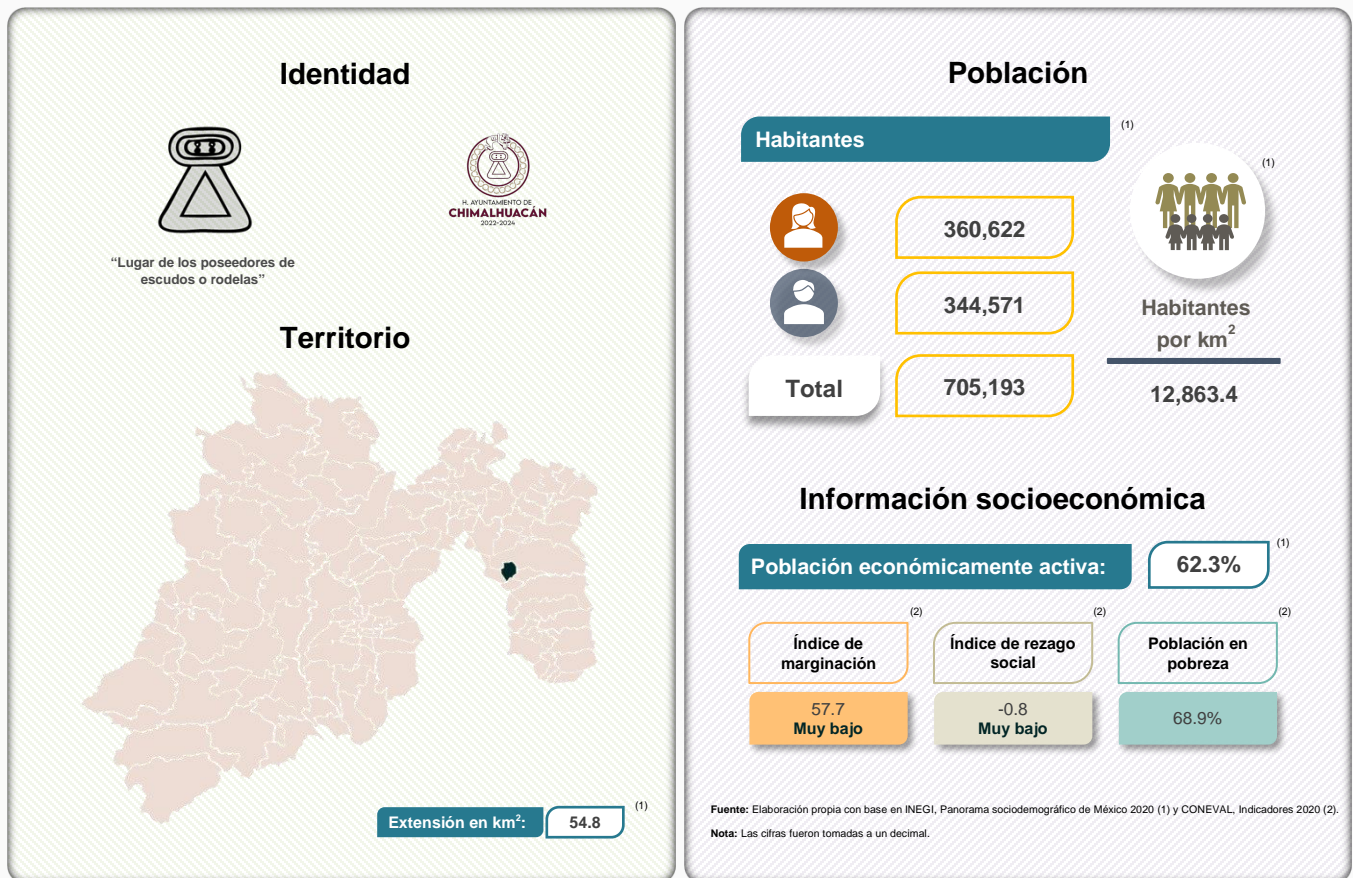 Identidad
H. AYUNTAMIENTO DE
CHIMALHUACÁN
2022-2024
“Lugar de los poseedores de
escudos o rodelas”
Territorio
Extensión en km²:
54.8
(1)
Población
Habitantes
(1)
360,622
344,571
Total
705,193
(1)
Habitantes
por km²
12,863.4
Información socioeconómica
Población económicamente activa:
62.3%
(1)
Índice de
marginación
(2)
57.7
Muy bajo
Índice de rezago
social
(2)
-0.8
Muy bajo
Población en
pobreza
(2)
68.9%
Fuente: Elaboración propia con base en INEGI, Panorama sociodemográfico de México 2020 (1) y CONEVAL, Indicadores 2020 (2).
Nota: Las cifras fueron tomadas a un decimal.